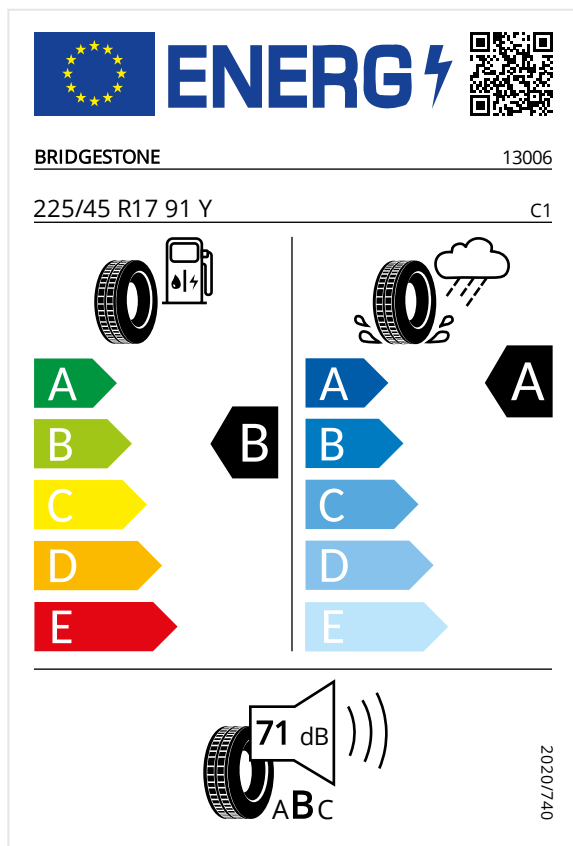 ENERG
BRIDGESTONE 13006
225/45 R17 91 Y C1
A A
A
B B
B
C C
D D
E E
71 dB
ABC
2020/740